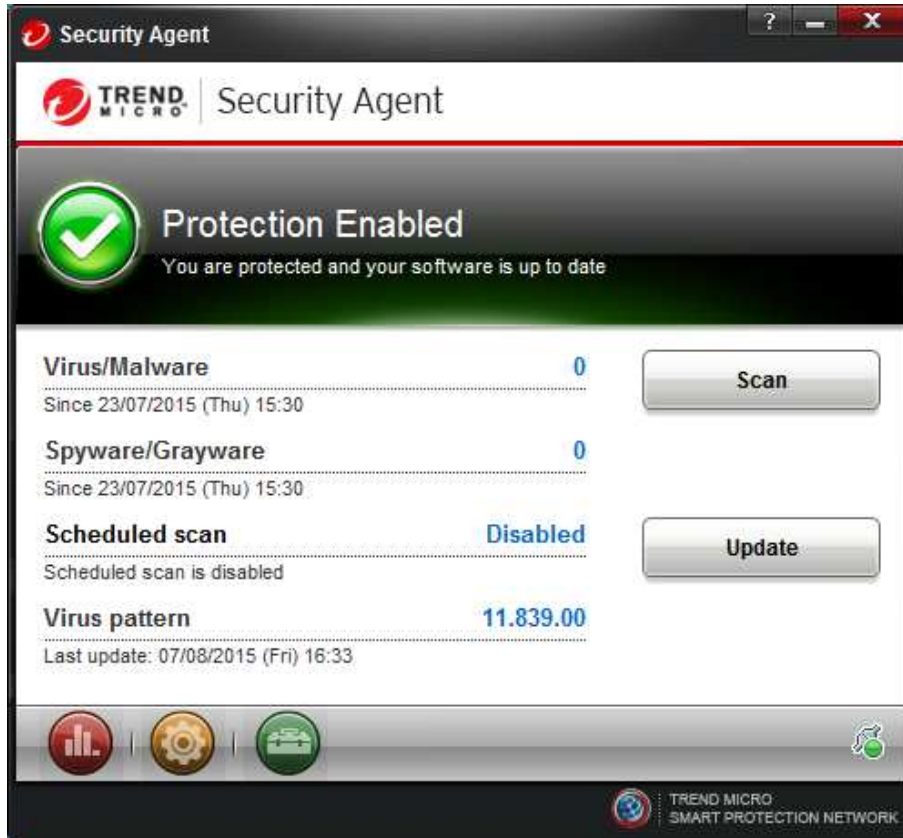 Security Agent
?
TREND MICRO
Security Agent
Protection Enabled
You are protected and your software is up to date
Virus/Malware 0
Since 23/07/2015 (Thu) 15:30
Scan
Spyware/Grayware 0
Since 23/07/2015 (Thu) 15:30
Scheduled scan Disabled
Scheduled scan is disabled
Update
Virus pattern 11.839.00
Last update: 07/08/2015 (Fri) 16:33
TREND MICRO
SMART PROTECTION NETWORK